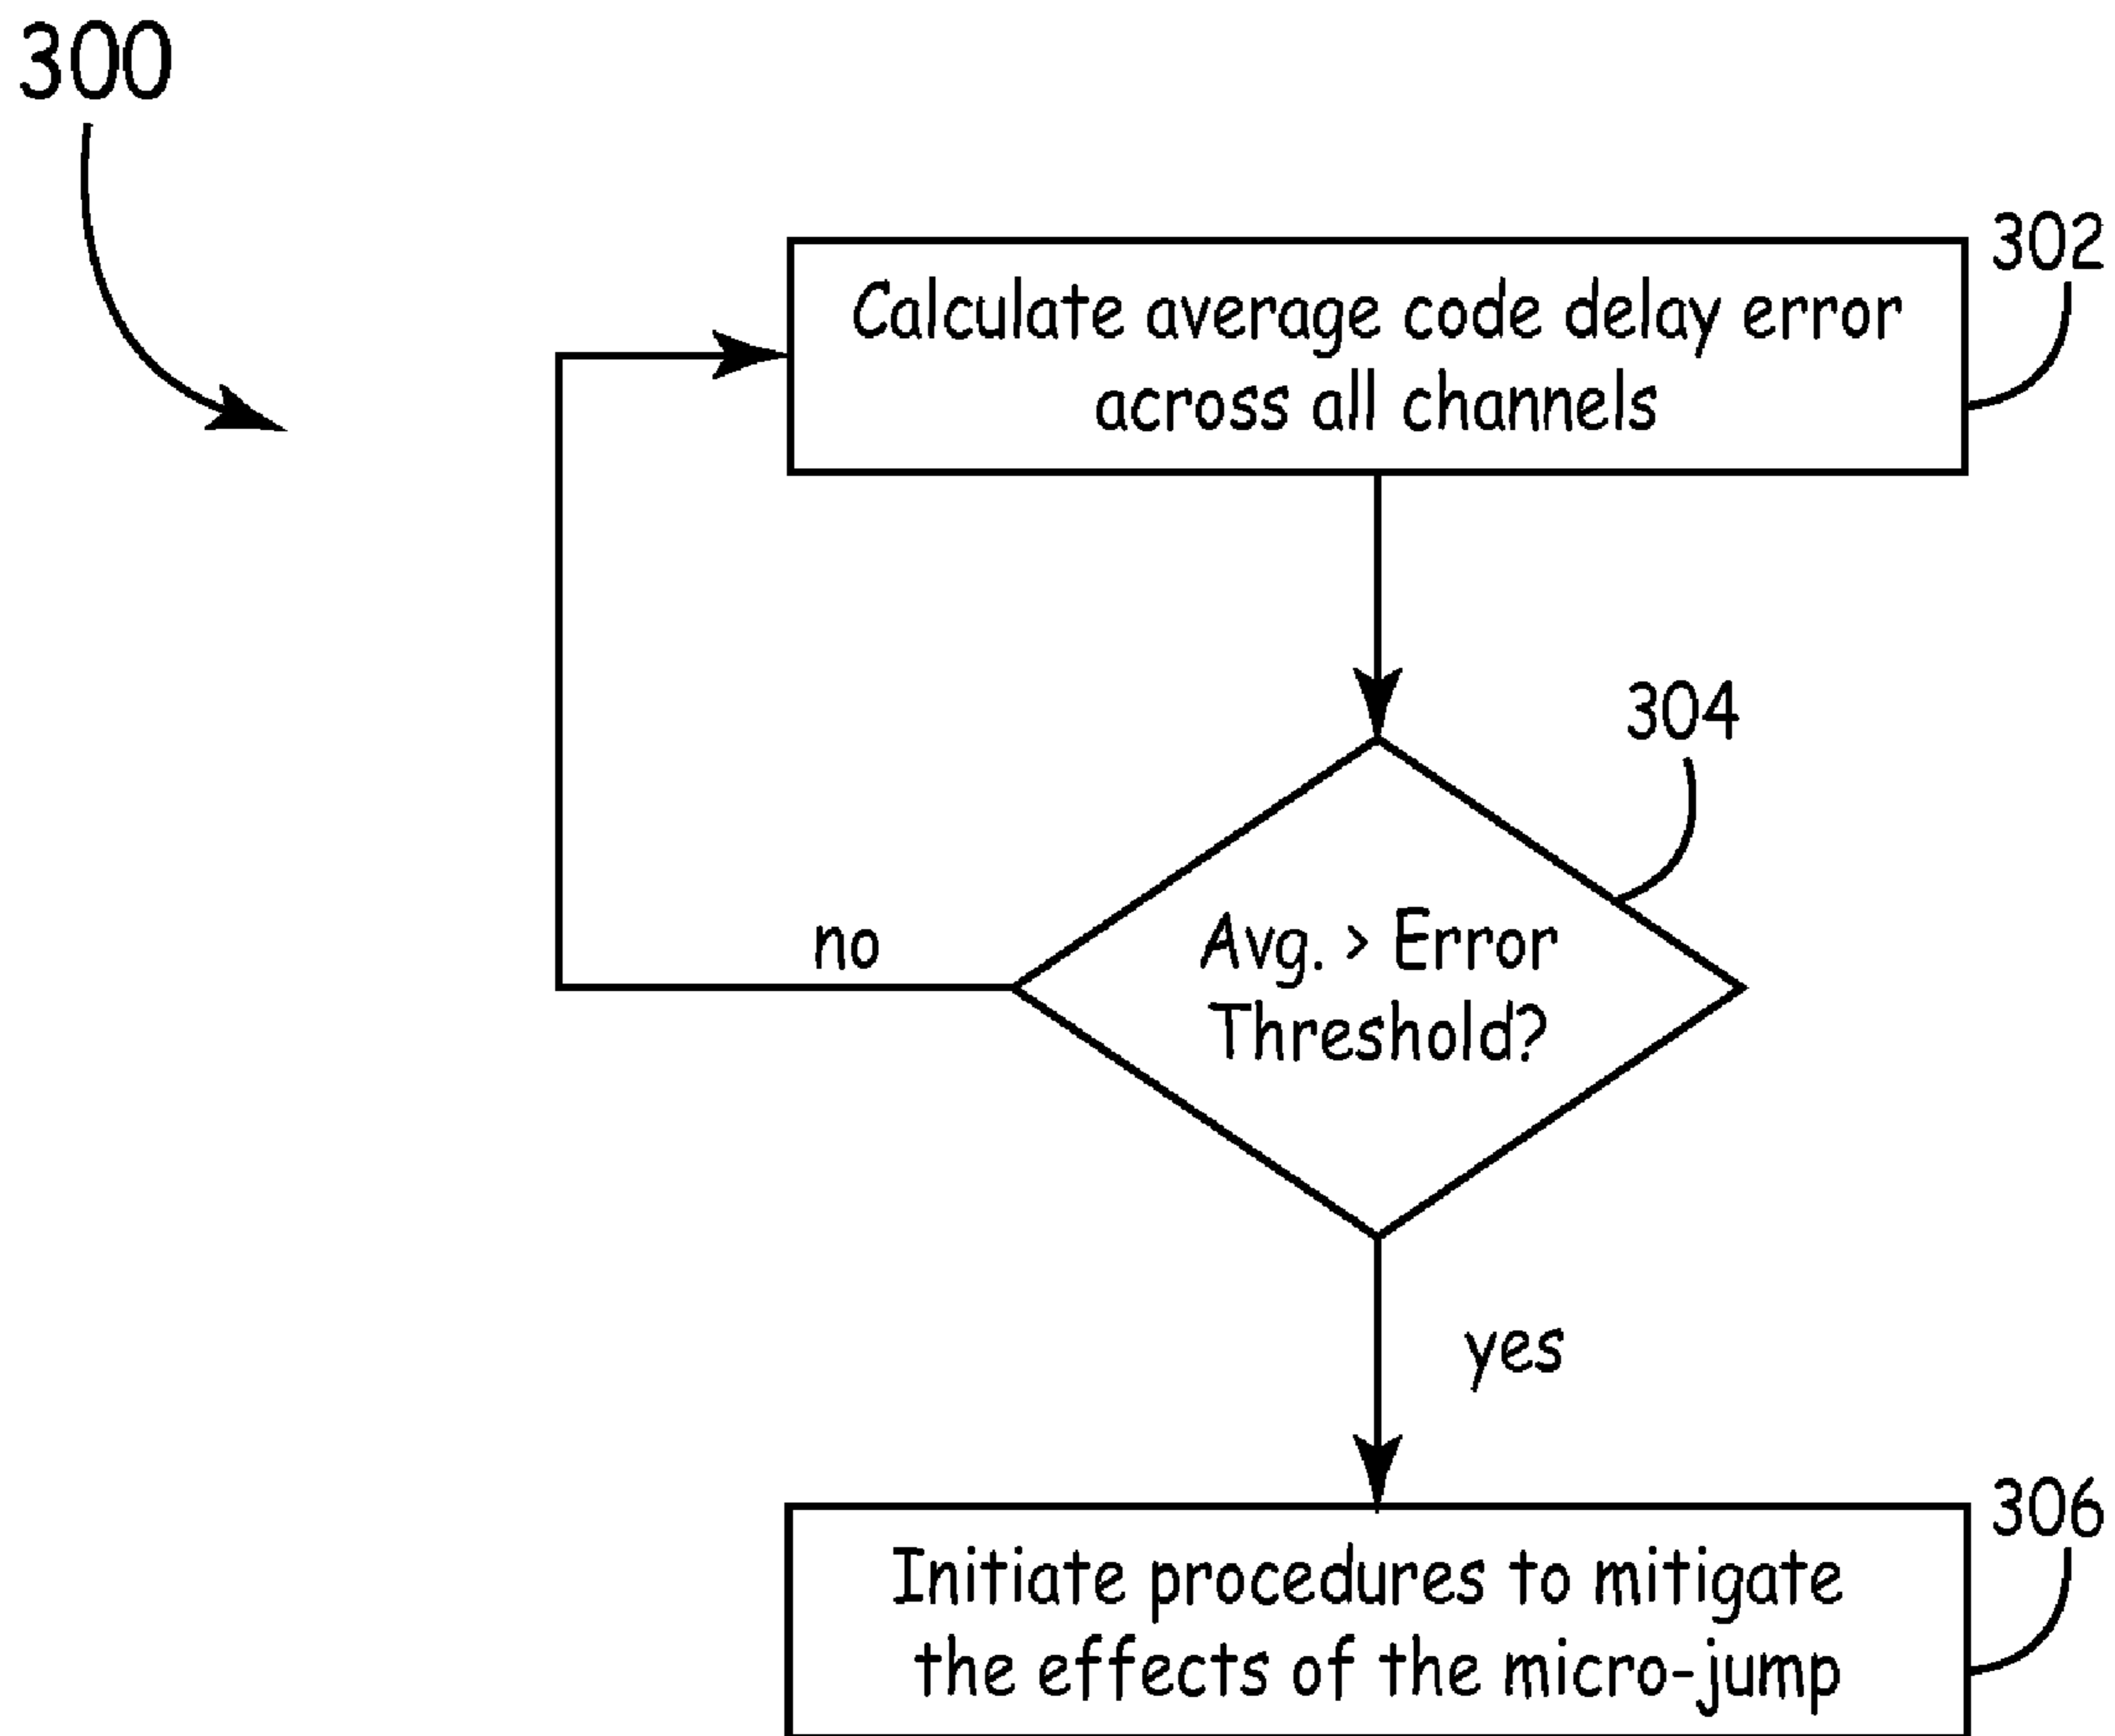 300
302
Calculate average code delay error
across all channels
304
no
Avg. > Error
Threshold?
yes
306
Initiate procedures to mitigate
the effects of the micro-jump